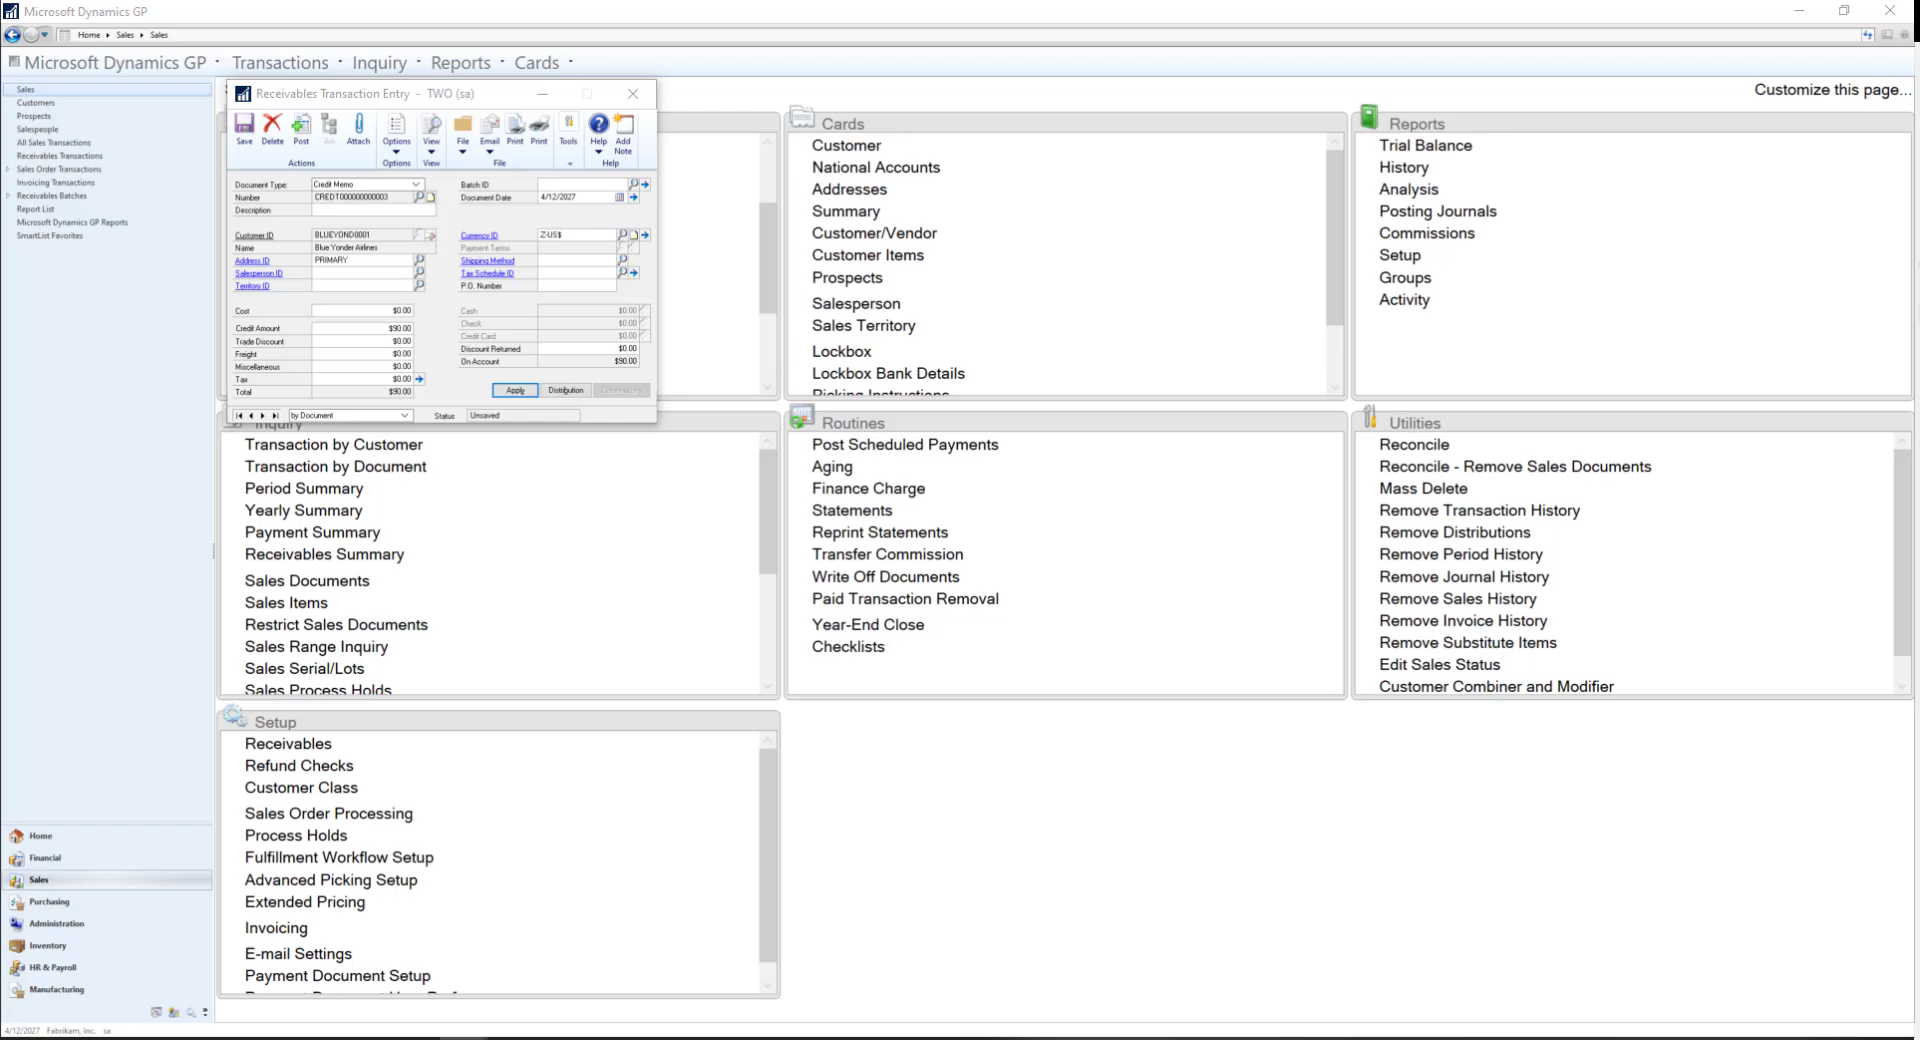 Microsoft Dynamics GP
Home Sales Sales
Microsoft Dynamics GP Transactions Inquiry Reports Cards
Customize this page...
Sales
Customers
Prospects
Salespeople
All Sales Transactions
Receivables Transactions
Sales Order Transactions
Invoicing Transactions
Receivables Batches
Report List
Microsoft Dynamics GP Reports
SmartList Favorites
Home
Financial
Sales
Purchasing
Administration
Inventory
HR & Payroll
Manufacturing
4/12/2027 Fabrikam, Inc. sa
Receivables Transaction Entry - TWO (sa)
Save Delete Post AA Attach Options View File Email Print Print Tools Help Add Note
Actions Options View File Help
Document Type: Credit Memo
Number CREDT000000000003
Description
Batch ID
Document Date 4/12/2027
Customer ID BLUEYOND0001
Name Blue Yonder Airlines
Address ID PRIMARY
Salesperson ID
Territory ID
Currency ID Z-US$
Payment Terms
Shipping Method
Tax Schedule ID
P.O. Number
Cost $0.00
Credit Amount $90.00
Trade Discount $0.00
Freight $0.00
Miscellaneous $0.00
Tax $0.00
Total $90.00
Cash $0.00
Check $0.00
Credit Card $0.00
Discount Returned $0.00
On Account $90.00
Apply Distribution
by Document Status Unsaved
Cards
Customer
National Accounts
Addresses
Summary
Customer/Vendor
Customer Items
Prospects
Salesperson
Sales Territory
Lockbox
Lockbox Bank Details
Picking Instructions
Reports
Trial Balance
History
Analysis
Posting Journals
Commissions
Setup
Groups
Activity
Inquiry
Transaction by Customer
Transaction by Document
Period Summary
Yearly Summary
Payment Summary
Receivables Summary
Sales Documents
Sales Items
Restrict Sales Documents
Sales Range Inquiry
Sales Serial/Lots
Sales Process Holds
Routines
Post Scheduled Payments
Aging
Finance Charge
Statements
Reprint Statements
Transfer Commission
Write Off Documents
Paid Transaction Removal
Year-End Close
Checklists
Utilities
Reconcile
Reconcile - Remove Sales Documents
Mass Delete
Remove Transaction History
Remove Distributions
Remove Period History
Remove Journal History
Remove Sales History
Remove Invoice History
Remove Substitute Items
Edit Sales Status
Customer Combiner and Modifier
Setup
Receivables
Refund Checks
Customer Class
Sales Order Processing
Process Holds
Fulfillment Workflow Setup
Advanced Picking Setup
Extended Pricing
Invoicing
E-mail Settings
Payment Document Setup